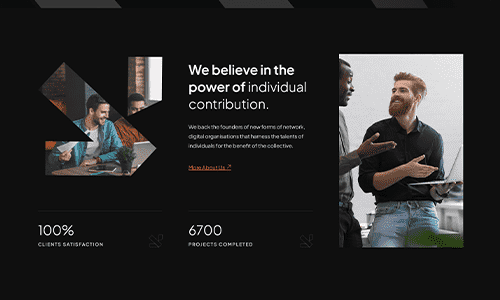 We believe in the
power of individual
contribution.
We back the founders of new forms of network,
digital organisations that harness the talents of
individuals for the benefit of the collective.
More About Us ↗
100%
CLIENTS SATISFACTION
6700
PROJECTS COMPLETED